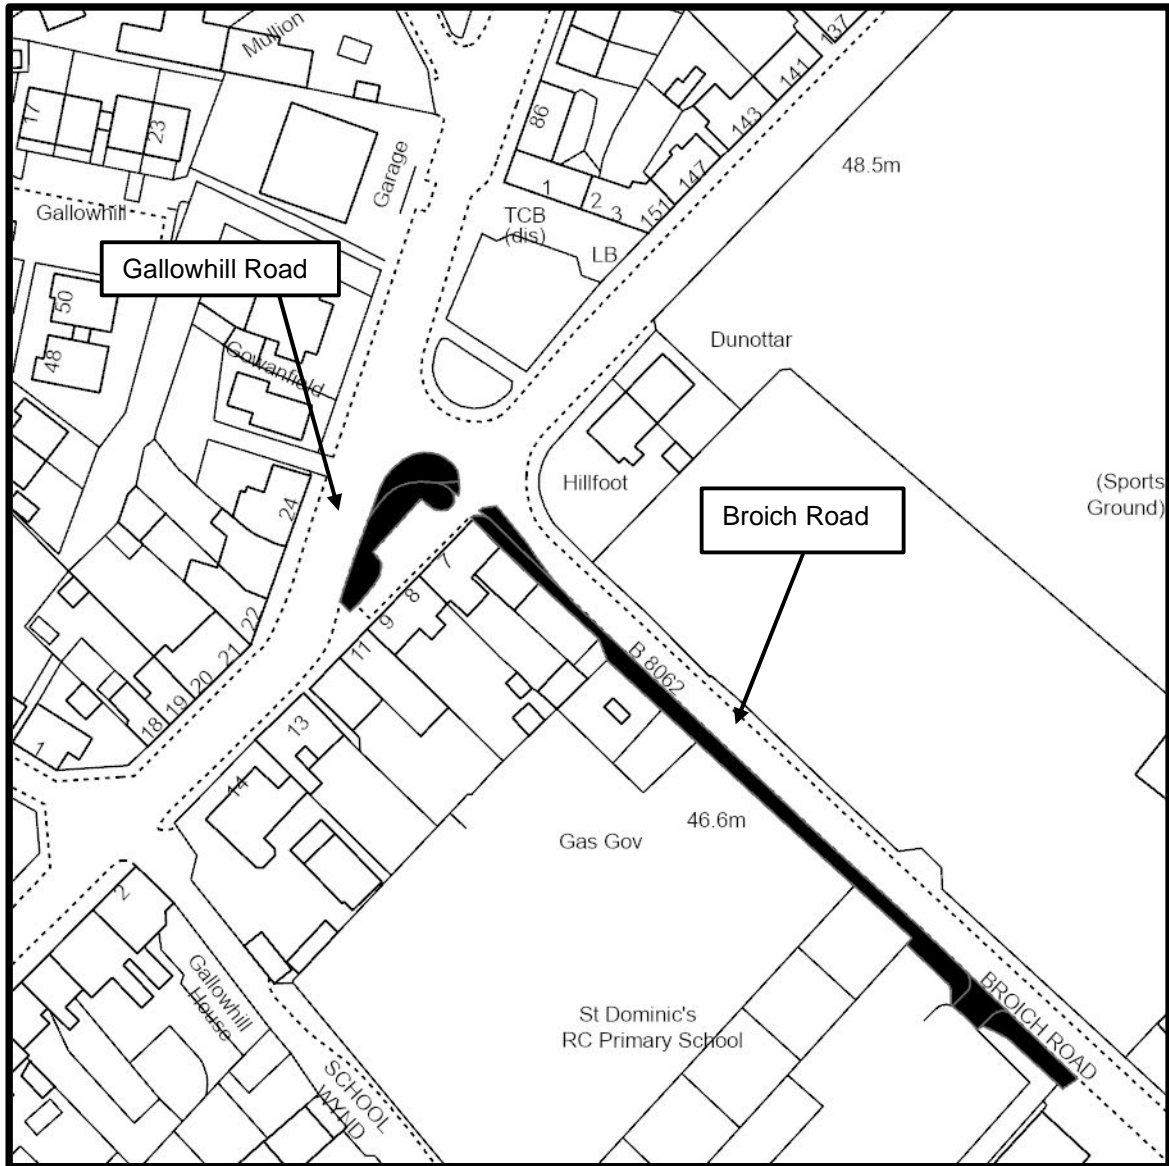 Mullion
137
141
143
17
23
86
147
48.5m
Garage
1
2
3
151
Gallowhill
TCB
(dis)
LB
Gallowhill Road
50
48
Gowanfield
Dunottar
Hillfoot
(Sports
Ground)
24
Broich Road
7
8
9
11
22
21
20
19
18
1
B 8062
13
14
46.6m
Gas Gov
2
Gallowhill
House
BROICH ROAD
St Dominic's
RC Primary School
SCHOOL
WYND